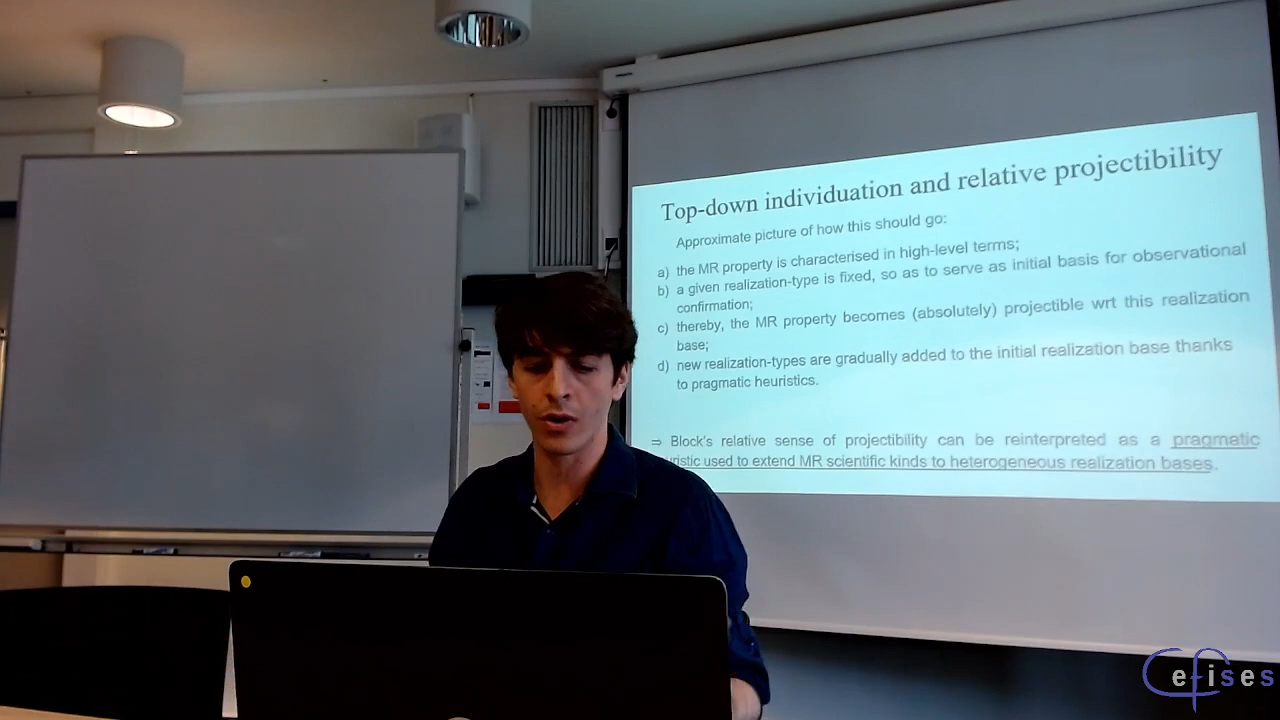 Top-down individuation and relative projectibility
Approximate picture of how this should go:
a) the MR property is characterised in high-level terms;
b) a given realization-type is fixed, so as to serve as initial basis for observational
confirmation;
c) thereby, the MR property becomes (absolutely) projectible wrt this realization
base;
d) new realization-types are gradually added to the initial realization base thanks
to pragmatic heuristics.
⇒ Block's relative sense of projectibility can be reinterpreted as a pragmatic
used to extend MR scientific kinds to heterogeneous realization bases.
efises